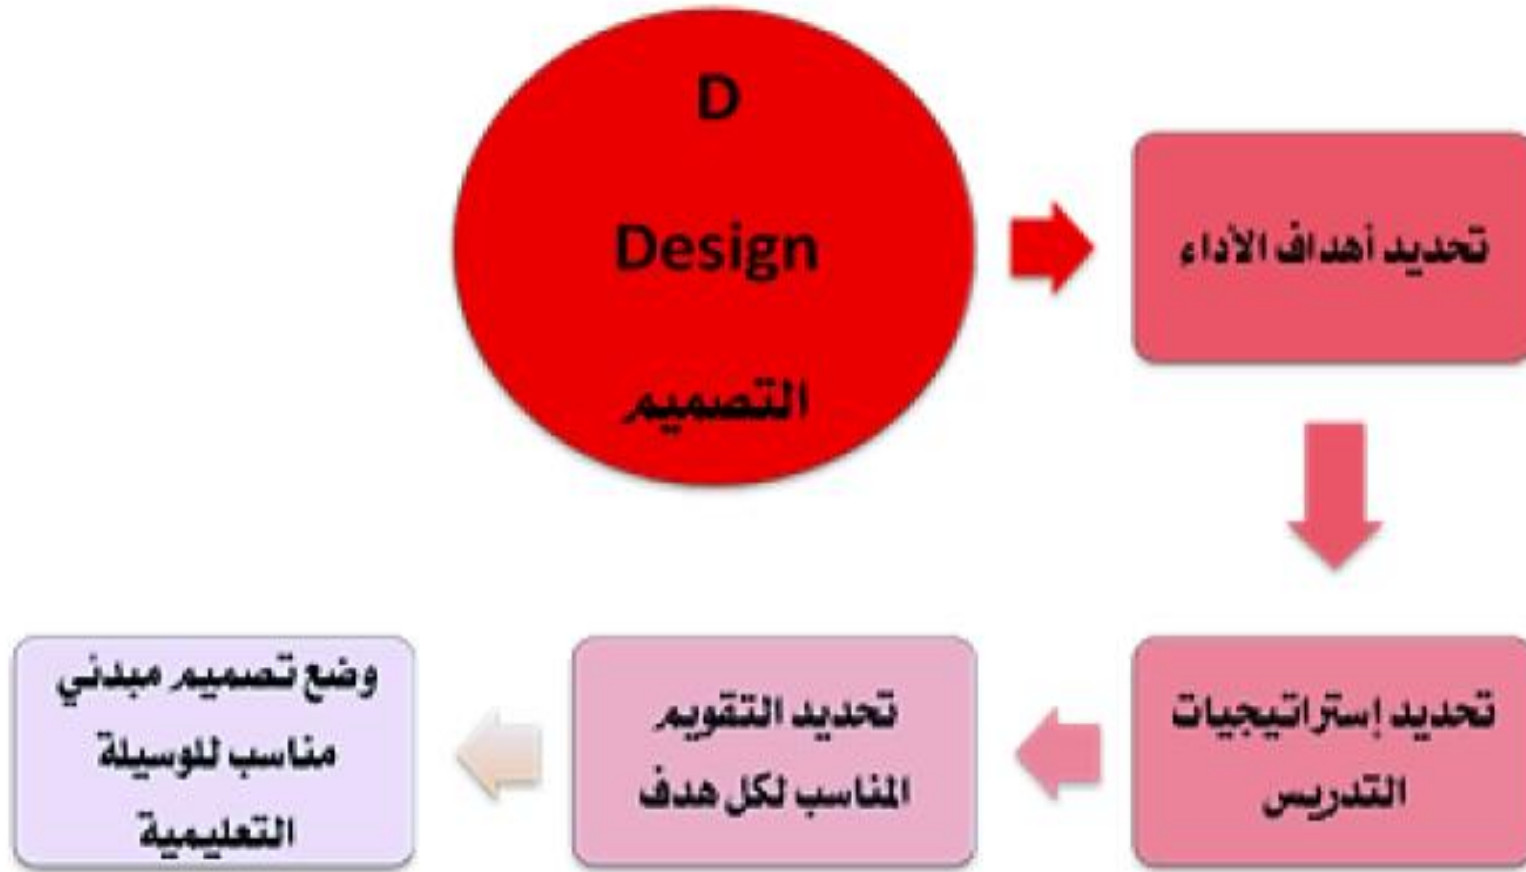 D
Design
التصميم
تحديد أهداف الأداء
تحديد إستراتيجيات
التدريس
تحديد التقويم
المناسب لكل هدف
وضع تصميم مبدئي
مناسب للوسيلة
التعليمية